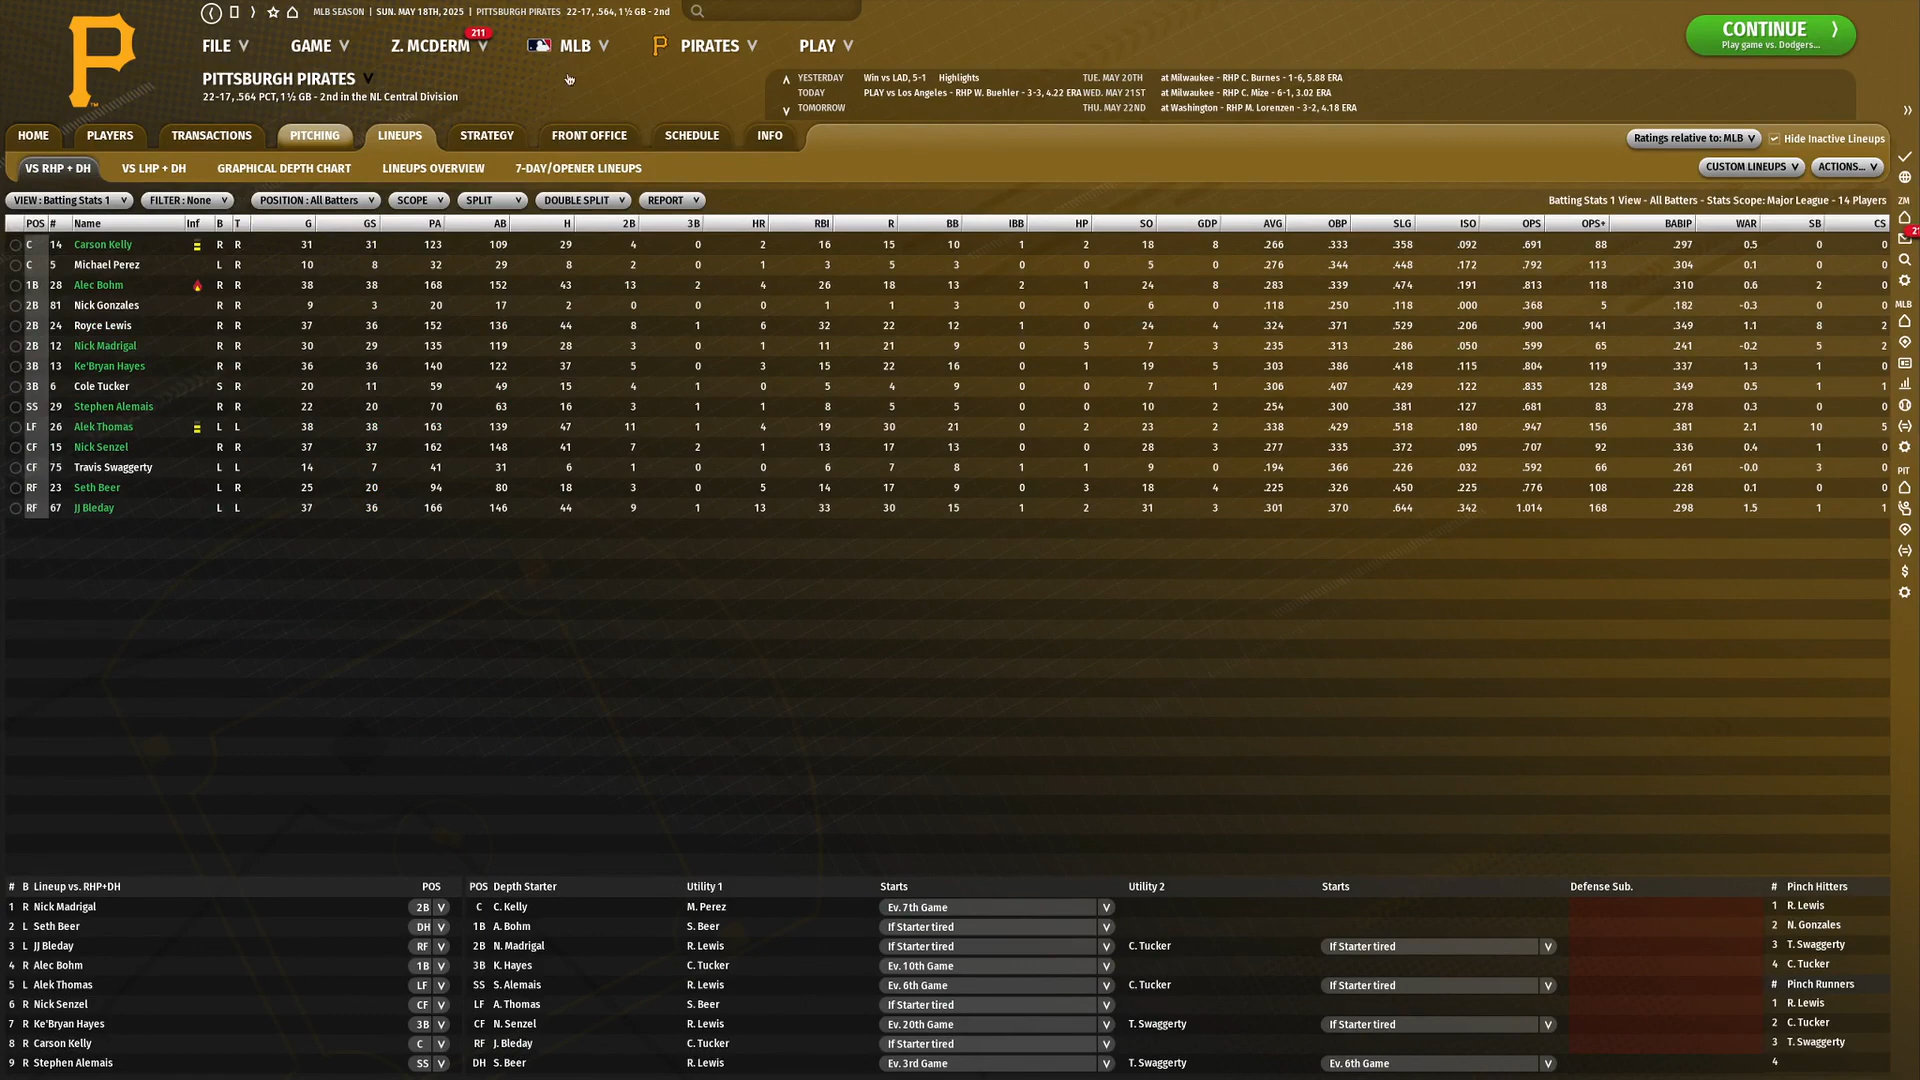 MLB SEASON | SUN. MAY 18TH, 2025 | PITTSBURGH PIRATES 22-17, .564, 1½ GB - 2nd
FILE GAME Z. MCDERM 211 MLB PIRATES PLAY
CONTINUE
Play game vs. Dodgers...
PITTSBURGH PIRATES
22-17, .564 PCT, 1½ GB - 2nd in the NL Central Division
YESTERDAY Win vs LAD, 5-1 Highlights TUE. MAY 20TH at Milwaukee - RHP C. Burnes - 1-6, 5.88 ERA
TODAY PLAY vs Los Angeles - RHP W. Buehler - 3-3, 4.22 ERA WED. MAY 21ST at Milwaukee - RHP C. Mize - 6-1, 3.02 ERA
TOMORROW THU. MAY 22ND at Washington - RHP M. Lorenzen - 3-2, 4.18 ERA
HOME PLAYERS TRANSACTIONS PITCHING LINEUPS STRATEGY FRONT OFFICE SCHEDULE INFO Ratings relative to: MLB Hide Inactive Lineups
VS RHP + DH VS LHP + DH GRAPHICAL DEPTH CHART LINEUPS OVERVIEW 7-DAY/OPENER LINEUPS CUSTOM LINEUPS ACTIONS...
VIEW : Batting Stats 1 FILTER : None POSITION : All Batters SCOPE SPLIT DOUBLE SPLIT REPORT Batting Stats 1 View - All Batters - Stats Scope: Major League - 14 Players
POS # Name Inf B T G GS PA AB H 2B 3B HR RBI R BB IBB HP SO GDP AVG OBP SLG ISO OPS OPS+ BABIP WAR SB CS
C 14 Carson Kelly R R 31 31 123 109 29 4 0 2 16 15 10 1 2 18 8 .266 .333 .358 .092 .691 88 .297 0.5 0 0
C 5 Michael Perez L R 10 8 32 29 8 2 0 1 3 5 3 0 0 5 0 .276 .344 .448 .172 .792 113 .304 0.1 0 0
1B 28 Alec Bohm R R 38 38 168 152 43 13 2 4 26 18 13 2 1 24 8 .283 .339 .474 .191 .813 118 .310 0.6 2 0
2B 81 Nick Gonzales R R 9 3 20 17 2 0 0 0 1 1 3 0 0 6 0 .118 .250 .118 .000 .368 5 .182 -0.3 0 0
2B 24 Royce Lewis R R 37 36 152 136 44 8 1 6 32 22 12 1 0 24 4 .324 .371 .529 .206 .900 141 .349 1.1 8 2
2B 12 Nick Madrigal R R 30 29 135 119 28 3 0 1 11 21 9 0 5 7 3 .235 .313 .286 .050 .599 65 .241 -0.2 5 2
3B 13 Ke'Bryan Hayes R R 36 36 140 122 37 5 0 3 15 22 16 0 1 19 5 .303 .386 .418 .115 .804 119 .337 1.3 1 0
3B 6 Cole Tucker S R 20 11 59 49 15 4 1 0 5 4 9 0 0 7 1 .306 .407 .429 .122 .835 128 .349 0.5 1 1
SS 29 Stephen Alemais R R 22 20 70 63 16 3 1 1 8 5 5 0 0 10 2 .254 .300 .381 .127 .681 83 .278 0.3 0 0
LF 26 Alek Thomas L L 38 38 163 139 47 11 1 4 19 30 21 0 2 23 2 .338 .429 .518 .180 .947 156 .381 2.1 10 5
CF 15 Nick Senzel R R 37 37 162 148 41 7 2 1 13 17 13 0 0 28 3 .277 .335 .372 .095 .707 92 .336 0.4 1 0
CF 75 Travis Swaggerty L L 14 7 41 31 6 1 0 0 6 7 8 1 1 9 0 .194 .366 .226 .032 .592 66 .261 -0.0 3 0
RF 23 Seth Beer L R 25 20 94 80 18 3 0 5 14 17 9 0 3 18 4 .225 .326 .450 .225 .776 108 .228 0.1 0 0
RF 67 JJ Bleday L L 37 36 166 146 44 9 1 13 33 30 15 1 2 31 3 .301 .370 .644 .342 1.014 168 .298 1.5 1 1
ZM
21
MLB
PIT
# B Lineup vs. RHP+DH POS POS Depth Starter Utility 1 Starts Utility 2 Starts Defense Sub. # Pinch Hitters
1 R Nick Madrigal 2B C C. Kelly M. Perez Ev. 7th Game 1 R. Lewis
2 L Seth Beer DH 1B A. Bohm S. Beer If Starter tired 2 N. Gonzales
3 L JJ Bleday RF 2B N. Madrigal R. Lewis If Starter tired C. Tucker If Starter tired 3 T. Swaggerty
4 R Alec Bohm 1B 3B K. Hayes C. Tucker Ev. 10th Game 4 C. Tucker
5 L Alek Thomas LF SS S. Alemais R. Lewis Ev. 6th Game C. Tucker If Starter tired # Pinch Runners
6 R Nick Senzel CF LF A. Thomas S. Beer If Starter tired 1 R. Lewis
7 R Ke'Bryan Hayes 3B CF N. Senzel R. Lewis Ev. 20th Game T. Swaggerty If Starter tired 2 C. Tucker
8 R Carson Kelly C RF J. Bleday C. Tucker If Starter tired 3 T. Swaggerty
9 R Stephen Alemais SS DH S. Beer R. Lewis Ev. 3rd Game T. Swaggerty Ev. 6th Game 4